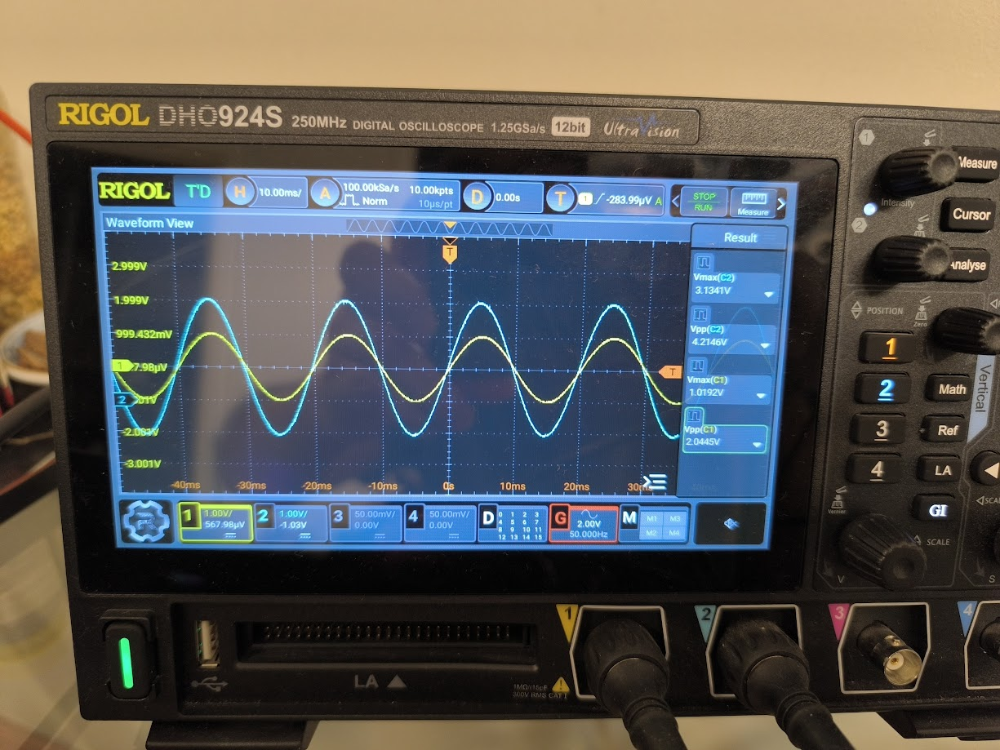 RIGOL DHO924S 250MHz DIGITAL OSCILLOSCOPE 1.25GSa/s 12bit UltraVision
RIGOL T'D H 10.00ms/ A 100.00kSa/s 10.00kpts D 0.00s T 1 -283.99μV A STOP
Norm 10μs/pt RUN Measure
Waveform View
T
Result
2.999V
1.999V
999.432mV
1 7.98μV
2 .01V
-2.001V
-3.001V
T
-40ms -30ms -20ms -10ms 0s 10ms 20ms 30ms 40ms
Vmax(C2)
3.1341V
Vpp(C2)
4.2146V
Vmax(C1)
1.0192V
Vpp(C1)
2.0445V
1 1.00V/ 2 1.00V/ 3 50.00mV/ 4 50.00mV/ D 0 1 2 3 G 2.00V M M1 M3
567.98μV -1.03V 0.00V 0.00V 4 5 6 7 50.000Hz M2 M4
8 9 10 11
12 13 14 15
1
Measure
Intensity
Cursor
2
Analyse
POSITION
Zero
1
2 Math
3 Ref
4 LA
Vertical
GI
Vernier
SCALE
V
S
LA
1MΩ//15pF
300V RMS CAT I
1
2
3
4